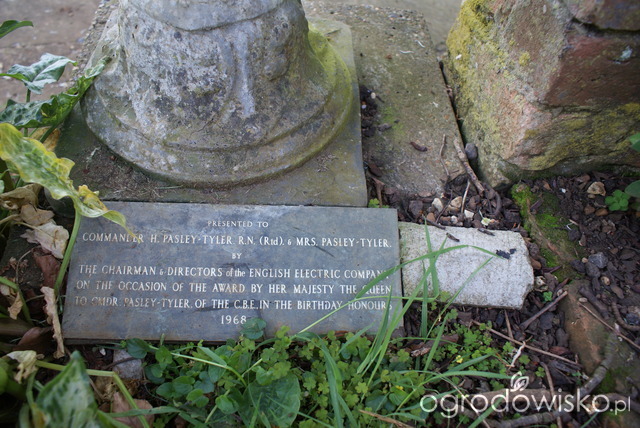 PRESENTED TO
COMMANDER H. PASLEY-TYLER, R.N. (Rtd), & MRS. PASLEY-TYLER,
by
THE CHAIRMAN & DIRECTORS of the ENGLISH ELECTRIC COMPANY
ON THE OCCASION OF THE AWARD BY HER MAJESTY THE QUEEN
TO CMDR. PASLEY-TYLER, OF THE C.B.E. IN THE BIRTHDAY HONOURS
1968
ogrodowisko.pl